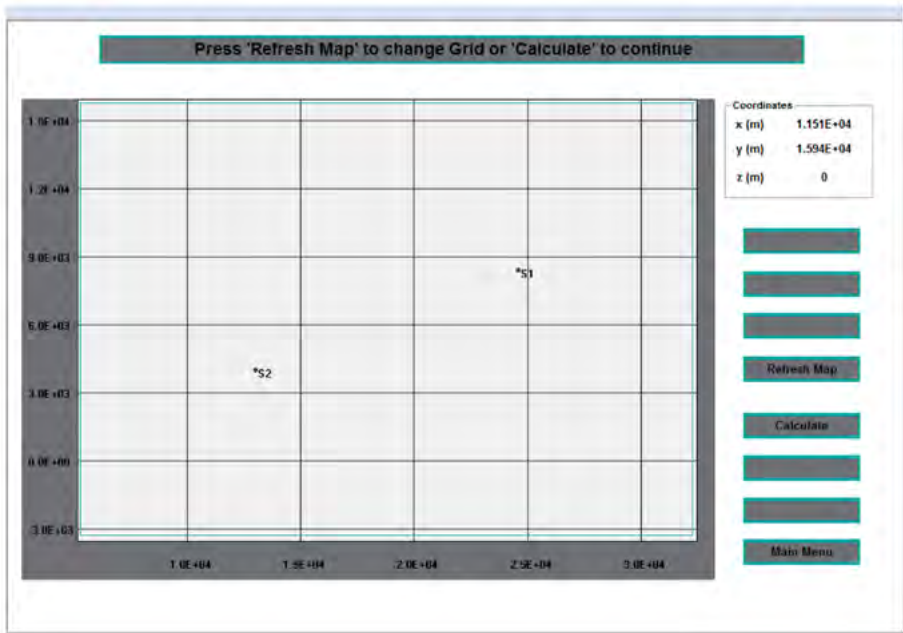 Press 'Refresh Map' to change Grid or 'Calculate' to continue
Coordinates
x (m) 1.151E+04
y (m) 1.594E+04
z (m) 0
1.2E+04
9.0E+03
*S1
6.0E+03
*S2
3.0E+03
0.0E+00
3.0E+03
1.0E+04 1.5E+04 2.0E+04 2.5E+04 3.0E+04
Refresh Map
Calculate
Main Menu